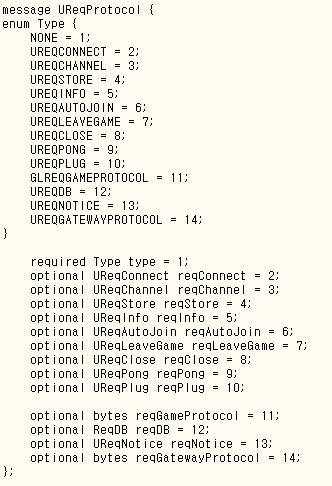 message UReqProtocol {
enum Type {
NONE = 1;
UREQCONNECT = 2;
UREQCHANNEL = 3;
UREQSTORE = 4;
UREQINFO = 5;
UREQAUTOJOIN = 6;
UREQLEAVEGAME = 7;
UREQCLOSE = 8;
UREQPONG = 9;
UREQPLUG = 10;
GLREQGAMEPROTOCOL = 11;
UREQDB = 12;
UREQNOTICE = 13;
UREQGATEWAYPROTOCOL = 14;
}
required Type type = 1;
optional UReqConnect reqConnect = 2;
optional UReqChannel reqChannel = 3;
optional UReqStore reqStore = 4;
optional UReqInfo reqInfo = 5;
optional UReqAutoJoin reqAutoJoin = 6;
optional UReqLeaveGame reqLeaveGame = 7;
optional UReqClose reqClose = 8;
optional UReqPong reqPong = 9;
optional UReqPlug reqPlug = 10;
optional bytes reqGameProtocol = 11;
optional ReqDB reqDB = 12;
optional UReqNotice reqNotice = 13;
optional bytes reqGatewayProtocol = 14;
};